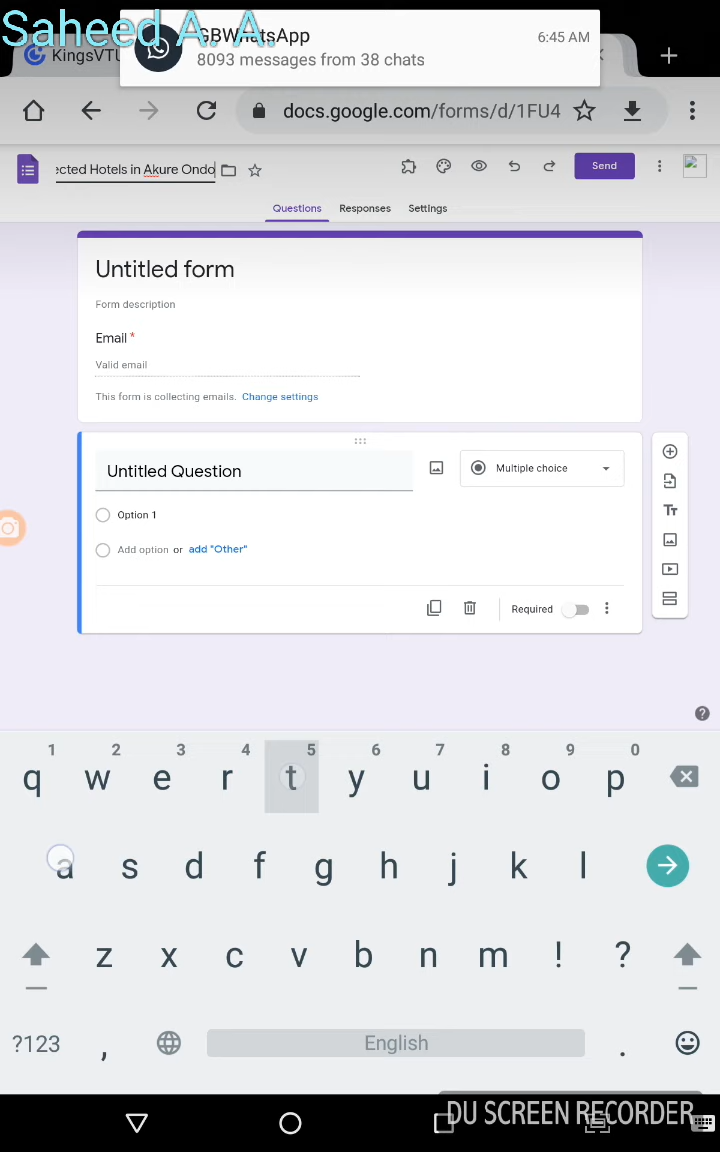 Saheed A. A.
GBWhatsApp
6:45 AM
8093 messages from 38 chats
KingsVTU
docs.google.com/forms/d/1FU4
ected Hotels in Akure Ondo
Send
Questions Responses Settings
Untitled form
Form description
Email *
Valid email
This form is collecting emails. Change settings
Untitled Question
Multiple choice
Option 1
Add option or add "Other"
Required
Tt
1 2 3 4 5 6 7 8 9 0
q w e r t y u i o p
a s d f g h j k l
z x c v b n m ! ?
?123 , English .
DU SCREEN RECORDER